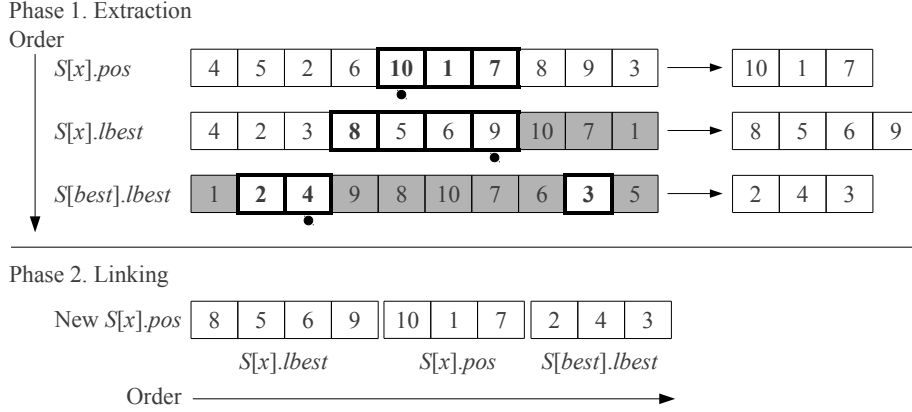 Phase 1. Extraction
Order
S[x].pos 4 5 2 6 10 1 7 8 9 3 10 1 7
S[x].lbest 4 2 3 8 5 6 9 10 7 1 8 5 6 9
S[best].lbest 1 2 4 9 8 10 7 6 3 5 2 4 3
Phase 2. Linking
New S[x].pos 8 5 6 9 10 1 7 2 4 3
S[x].lbest S[x].pos S[best].lbest
Order